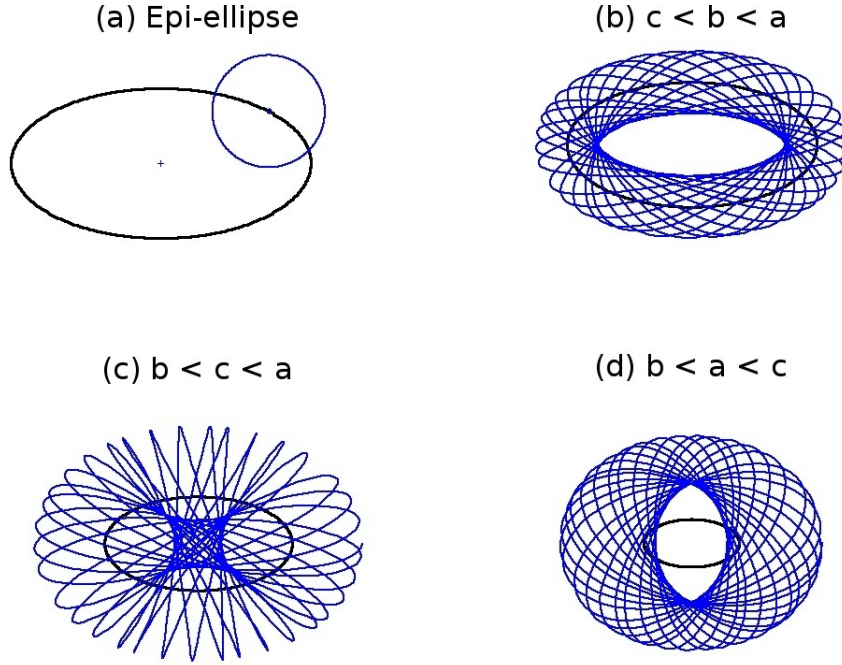 (a) Epi-ellipse
(b) c < b < a
(c) b < c < a
(d) b < a < c